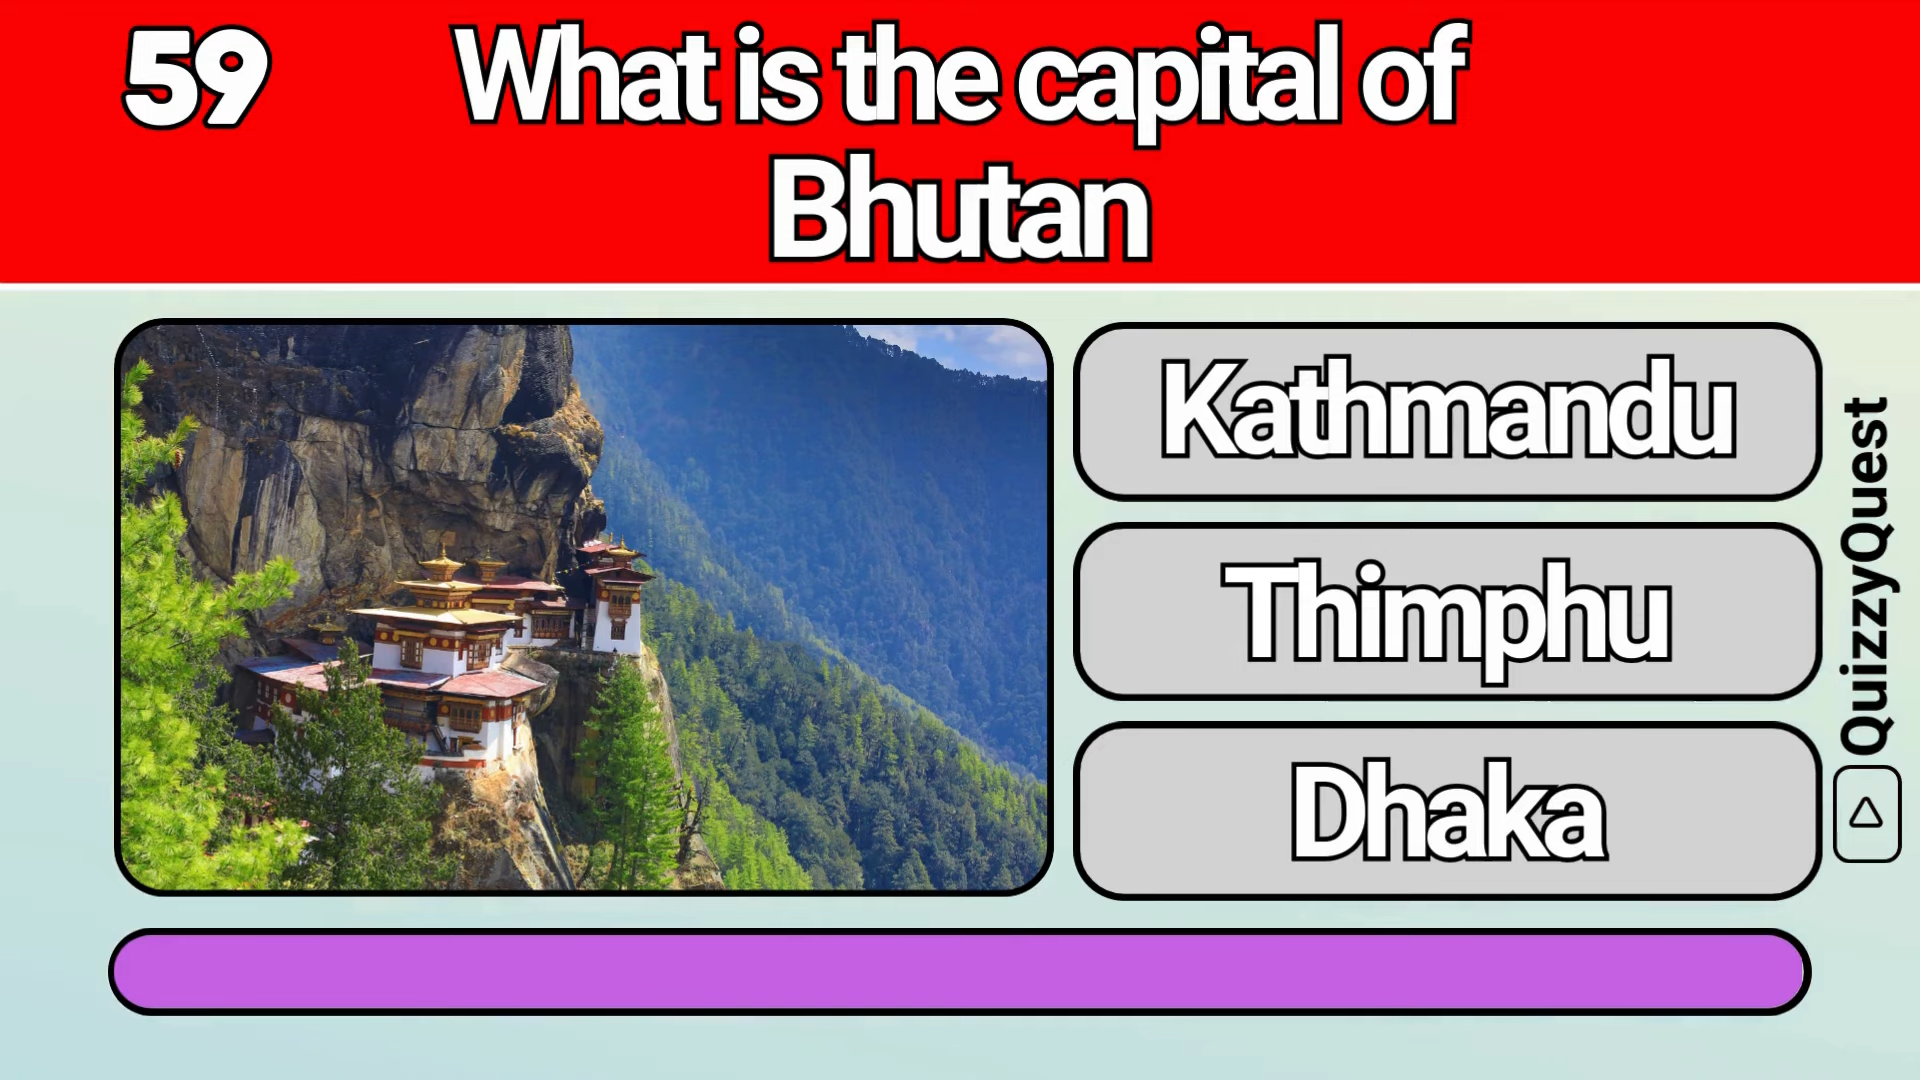 59
What is the capital of
Bhutan
Kathmandu
Thimphu
Dhaka
QuizzyQuest